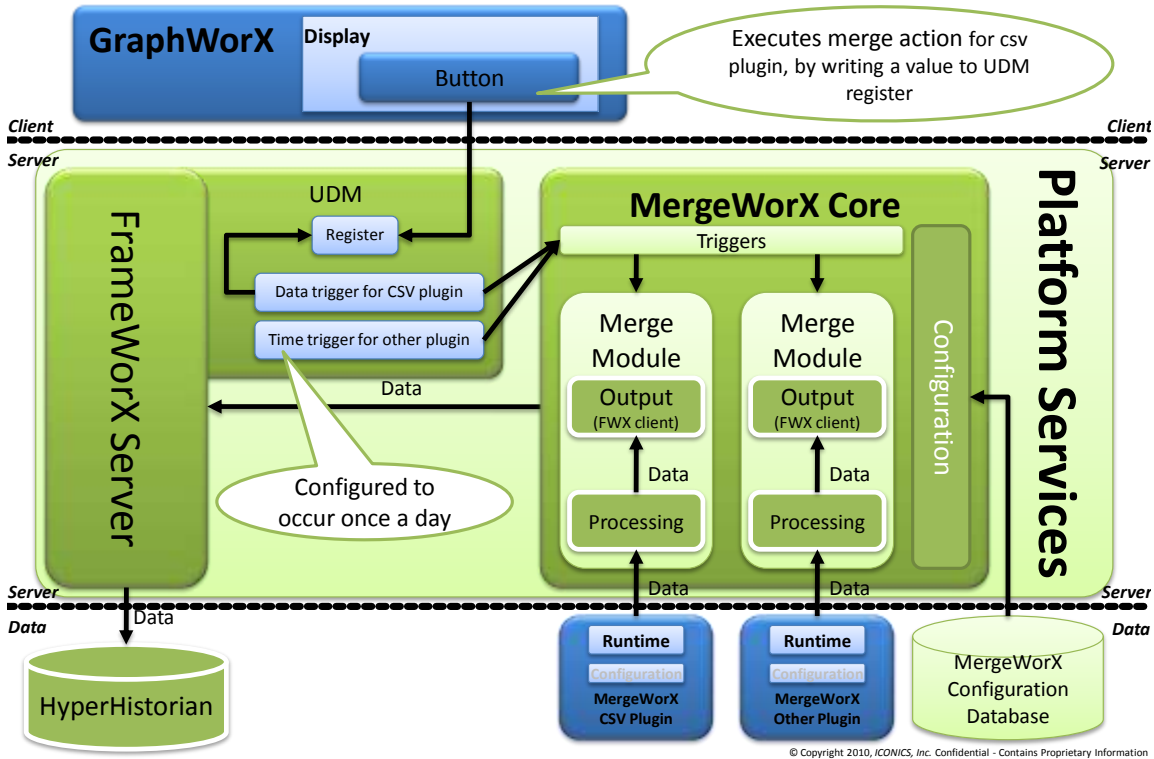 GraphWorX
Display
Button
Executes merge action for csv
plugin, by writing a value to UDM
register
Client
Client
Server
Server
FrameWorX Server
UDM
Register
Data trigger for CSV plugin
Time trigger for other plugin
Data
Configured to
occur once a day
MergeWorX Core
Triggers
Merge
Module
Output
(FWX client)
Data
Processing
Data
Merge
Module
Output
(FWX client)
Data
Processing
Data
Configuration
Platform Services
Server
Server
Data
Data
Data
HyperHistorian
Runtime
Configuration
MergeWorX
CSV Plugin
Runtime
Configuration
MergeWorX
Other Plugin
MergeWorX
Configuration
Database
© Copyright 2010, ICONICS, Inc. Confidential - Contains Proprietary Information